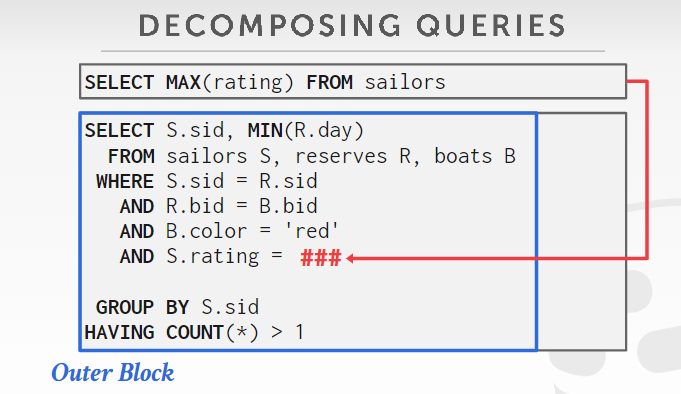 DECOMPOSING QUERIES
SELECT MAX(rating) FROM sailors
SELECT S.sid, MIN(R.day)
FROM sailors S, reserves R, boats B
WHERE S.sid = R.sid
AND R.bid = B.bid
AND B.color = 'red'
AND S.rating = ###
GROUP BY S.sid
HAVING COUNT(*) > 1
Outer Block